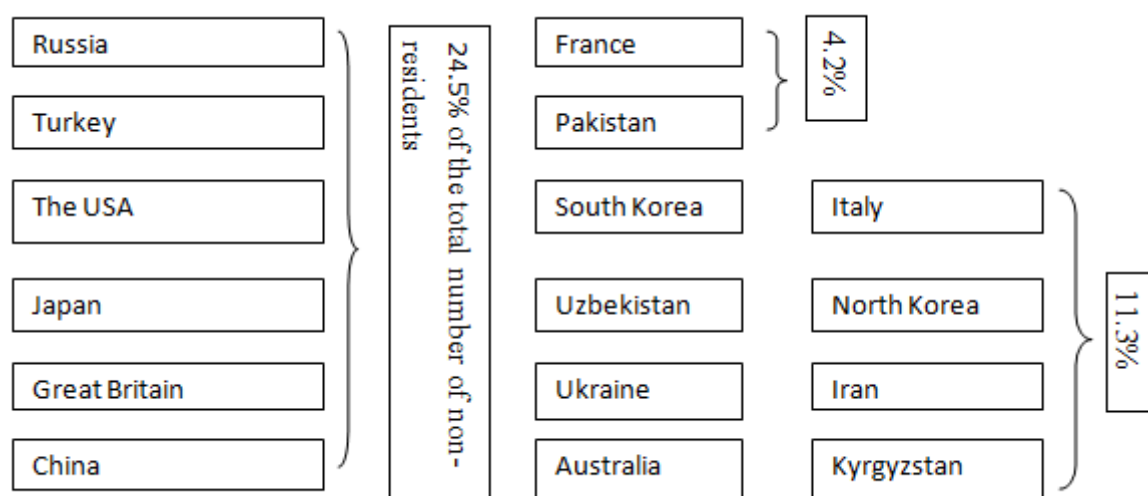 Russia
Turkey
The USA
Japan
Great Britain
China
24.5% of the total number of non-
residents
France
Pakistan
South Korea
Uzbekistan
Ukraine
Australia
4.2%
Italy
North Korea
Iran
Kyrgyzstan
11.3%